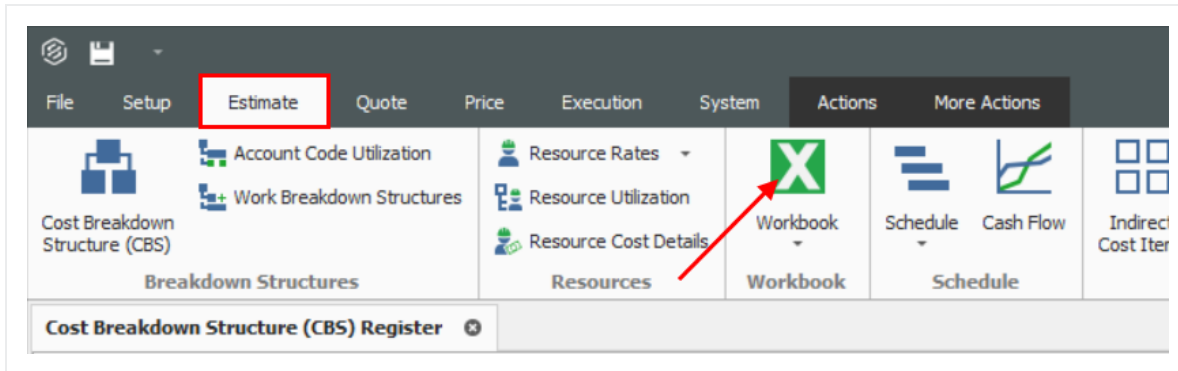 File Setup Estimate Quote Price Execution System Actions More Actions
Account Code Utilization
Work Breakdown Structures
Cost Breakdown
Structure (CBS)
Breakdown Structures
Resource Rates
Resource Utilization
Resource Cost Details
Resources
Workbook
Workbook
Schedule Cash Flow
Schedule
Indirect
Cost
Cost Breakdown Structure (CBS) Register